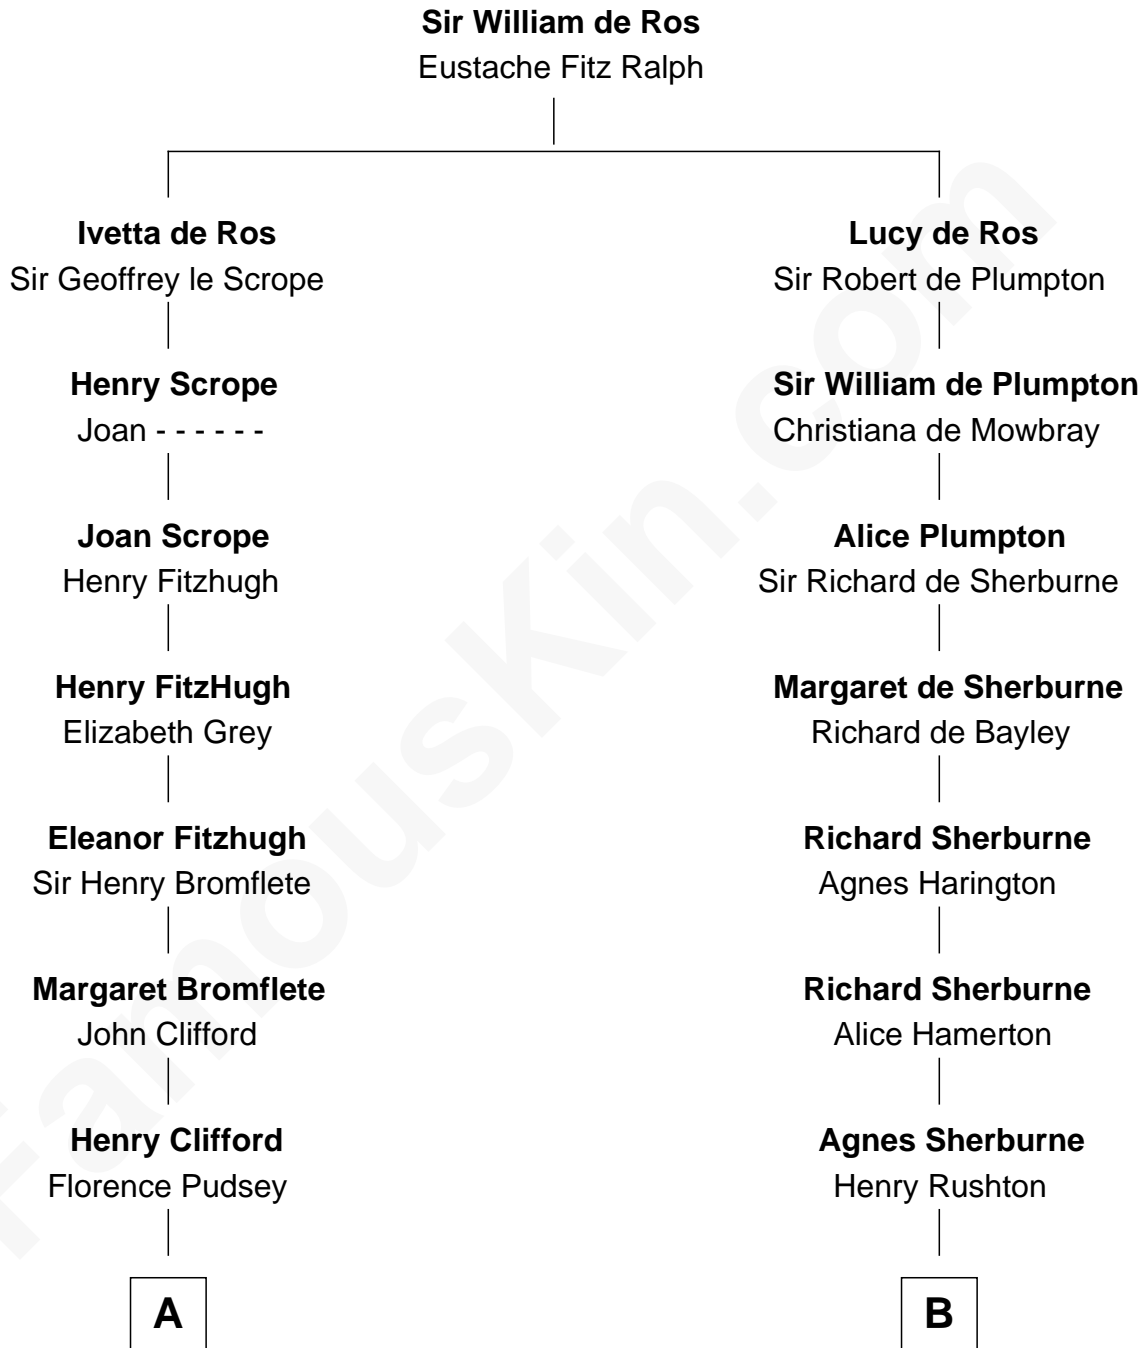 Sir William de Ros
Eustache Fitz Ralph
Ivetta de Ros
Sir Geoffrey le Scrope
Lucy de Ros
Sir Robert de Plumpton
Henry Scrope
Joan - - - - - -
Sir William de Plumpton
Christiana de Mowbray
Joan Scrope
Henry Fitzhugh
Alice Plumpton
Sir Richard de Sherburne
Henry FitzHugh
Elizabeth Grey
Margaret de Sherburne
Richard de Bayley
Eleanor Fitzhugh
Sir Henry Bromflete
Richard Sherburne
Agnes Harington
Margaret Bromflete
John Clifford
Richard Sherburne
Alice Hamerton
Henry Clifford
Florence Pudsey
Agnes Sherburne
Henry Rushton
A
B
FamousKin.com